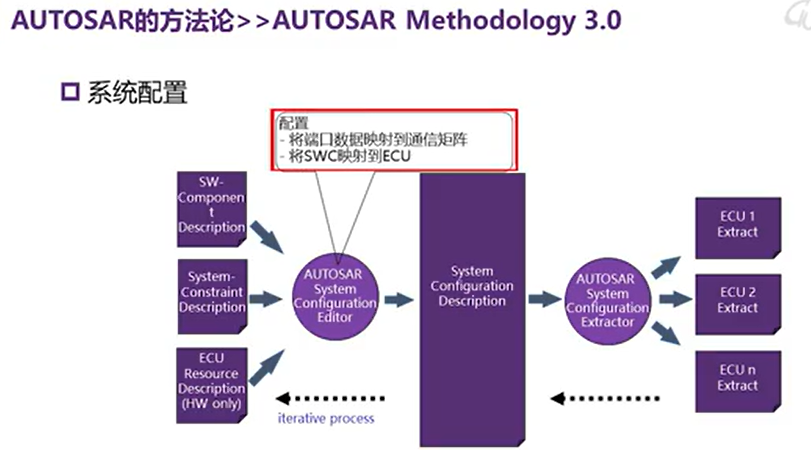 AUTOSAR的方法论>>AUTOSAR Methodology 3.0
系统配置
配置
- 将端口数据映射到通信矩阵
- 将SWC映射到ECU
SW-
Componen
t
Description
System-
Constraint
Description
ECU
Resource
Description
(HW only)
AUTOSAR
System
Configuration
Editor
System
Configuration
Description
AUTOSAR
System
Configuration
Extractor
ECU 1
Extract
ECU 2
Extract
ECU n
Extract
iterative process